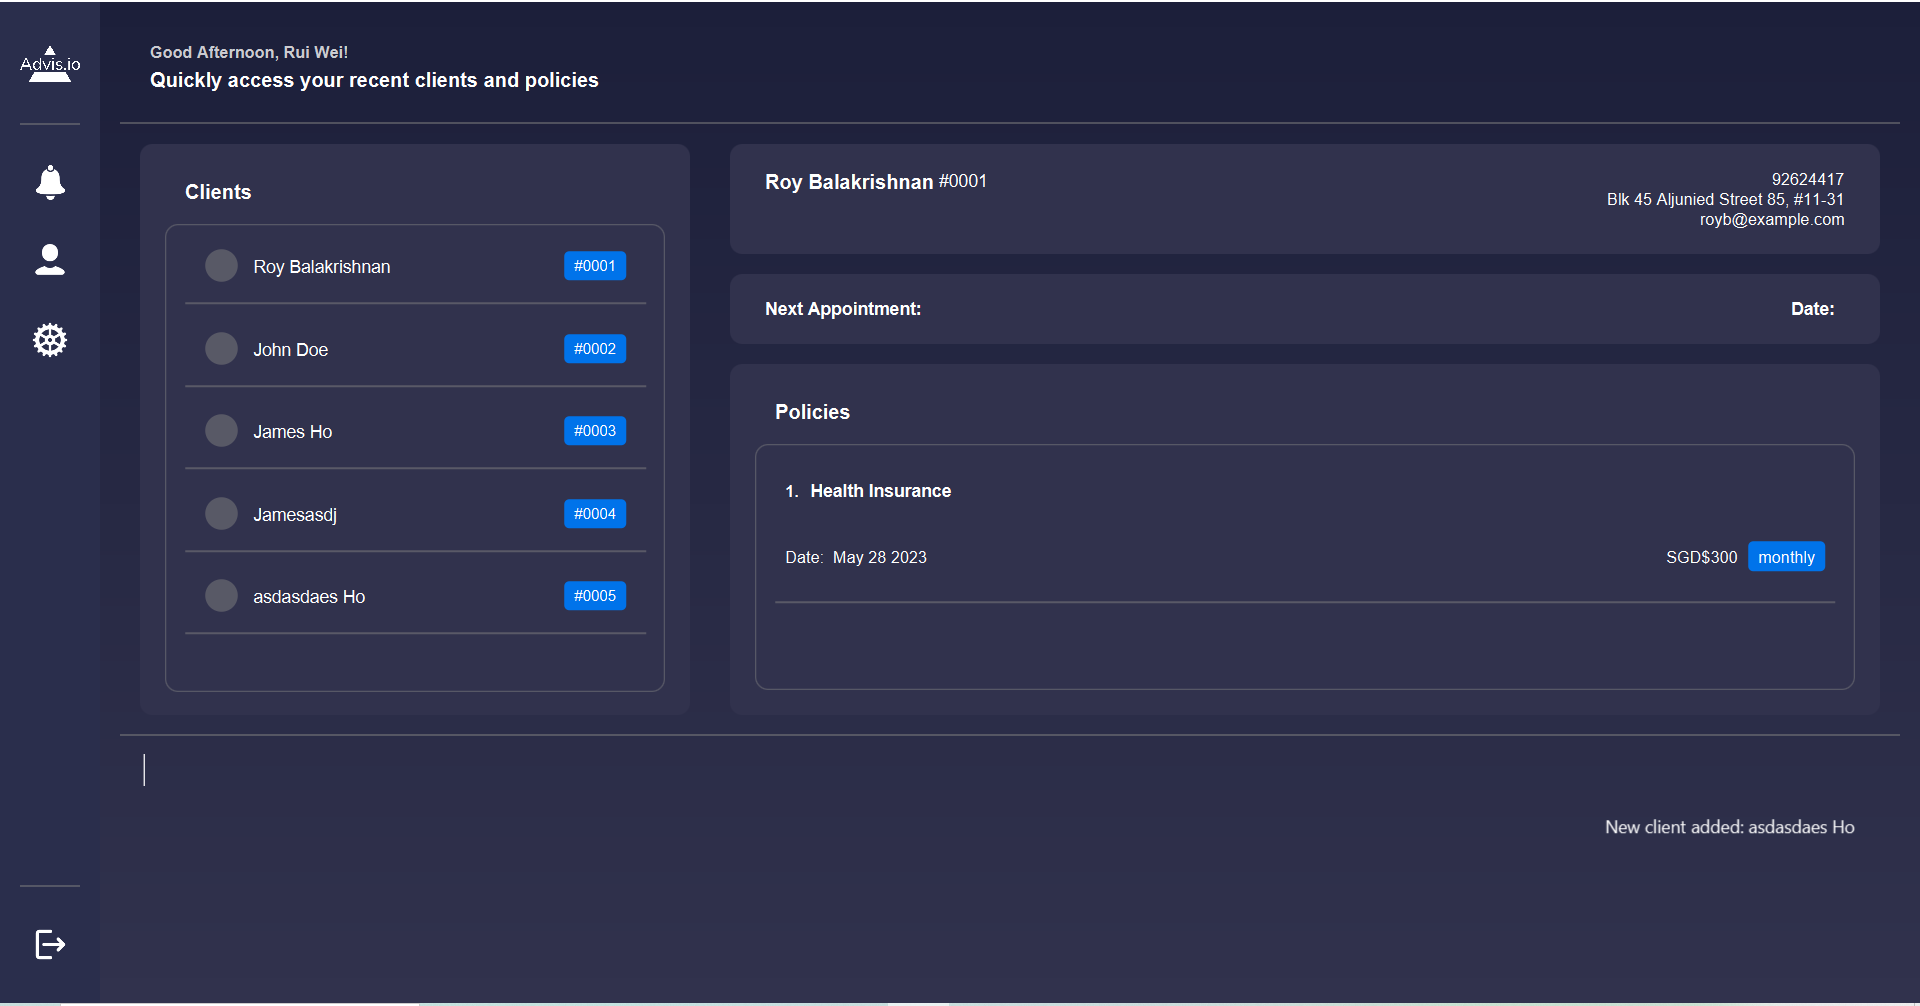 Advis.io
Good Afternoon, Rui Wei!
Quickly access your recent clients and policies
Clients
Roy Balakrishnan #0001
John Doe #0002
James Ho #0003
Jamesasdj #0004
asdasdaes Ho #0005
Roy Balakrishnan #0001
92624417
Blk 45 Aljunied Street 85, #11-31
royb@example.com
Next Appointment: Date:
Policies
1. Health Insurance
Date: May 28 2023 SGD$300 monthly
New client added: asdasdaes Ho